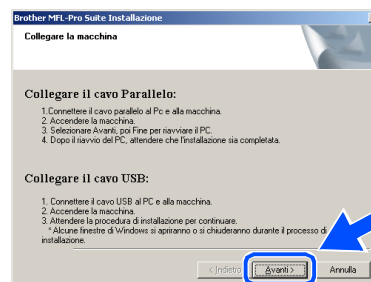 Brother MFL-Pro Suite Installazione
Collegare la macchina
Collegare il cavo Parallelo:
1.Connettere il cavo parallelo al Pc e alla macchina.
2. Accendere la macchina.
3. Selezionare Avanti, poi Fine per riavviare il PC.
4. Dopo il riavvio del PC, attendere che l'installazione sia completata.
Collegare il cavo USB:
1. Connettere il cavo USB al PC e alla macchina.
2. Accendere la macchina.
3. Attendere la procedura di installazione per continuare.
* Alcune finestre di Windows si apriranno o si chiuderanno durante il processo di
installazione.
< Indietro Avanti > Annulla